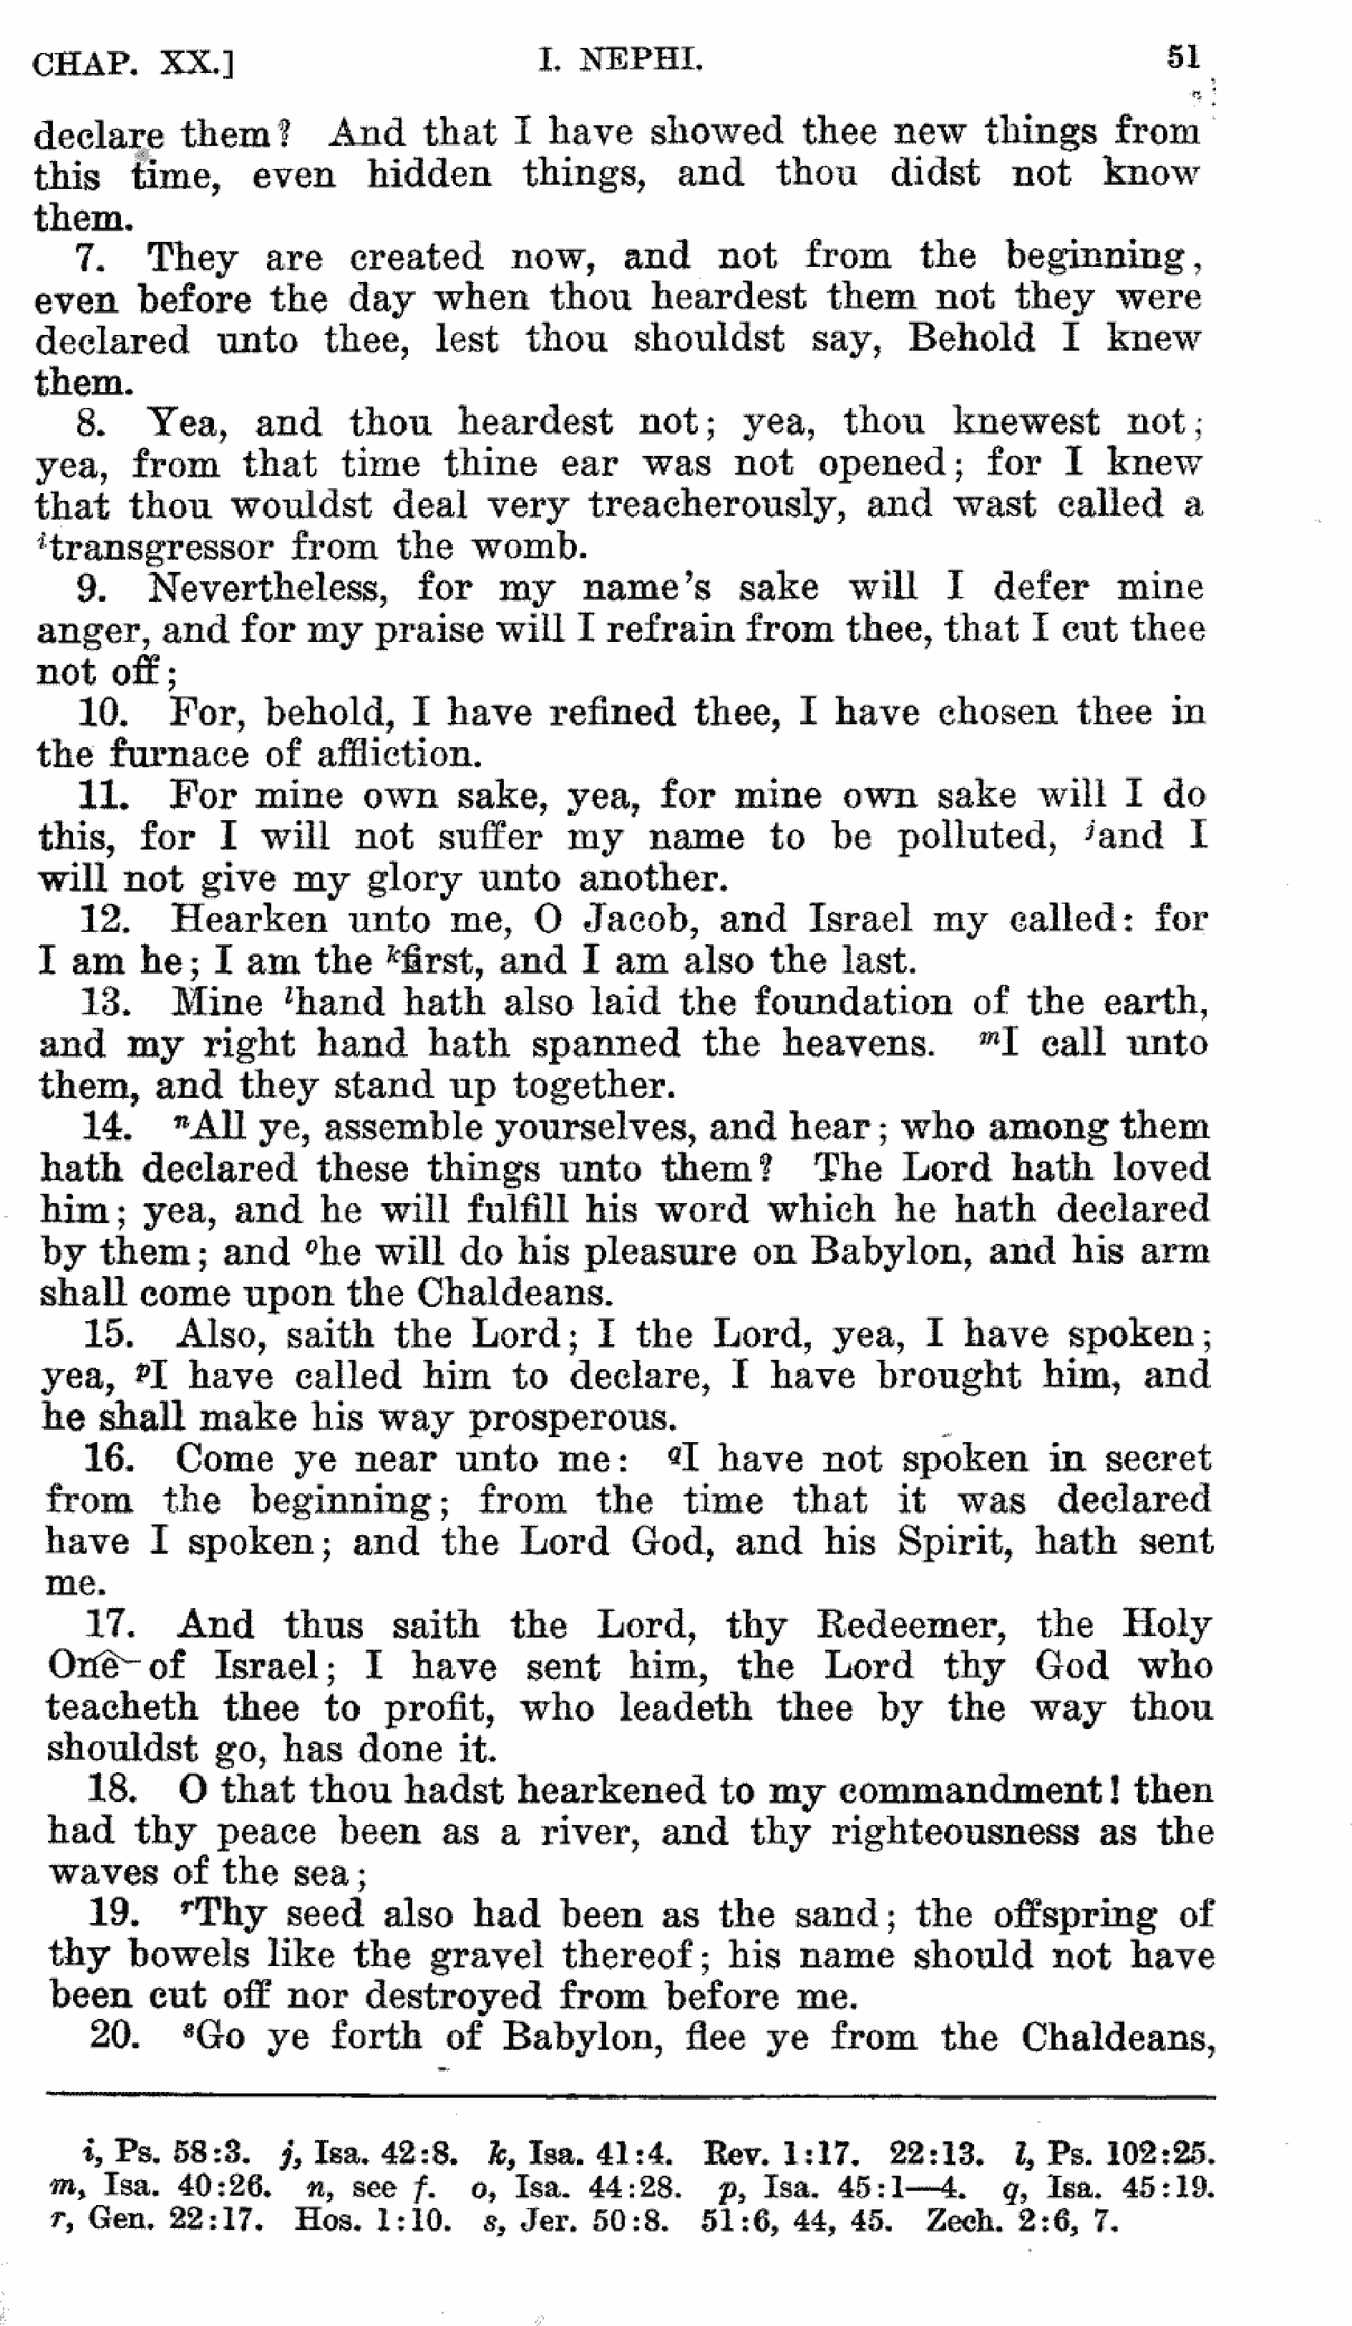 CHAP. XX.] I. NEPHI. 51
declare them? And that I have showed thee new things from
this time, even hidden things, and thou didst not know
them.
7. They are created now, and not from the beginning,
even before the day when thou heardest them not they were
declared unto thee, lest thou shouldst say, Behold I knew
them.
8. Yea, and thou heardest not; yea, thou knewest not;
yea, from that time thine ear was not opened; for I knew
that thou wouldst deal very treacherously, and wast called a
itransgressor from the womb.
9. Nevertheless, for my name's sake will I defer mine
anger, and for my praise will I refrain from thee, that I cut thee
not off;
10. For, behold, I have refined thee, I have chosen thee in
the furnace of affliction.
11. For mine own sake, yea, for mine own sake will I do
this, for I will not suffer my name to be polluted, jand I
will not give my glory unto another.
12. Hearken unto me, O Jacob, and Israel my called: for
I am he; I am the kfirst, and I am also the last.
13. Mine lhand hath also laid the foundation of the earth,
and my right hand hath spanned the heavens. mI call unto
them, and they stand up together.
14. nAll ye, assemble yourselves, and hear; who among them
hath declared these things unto them? The Lord hath loved
him; yea, and he will fulfill his word which he hath declared
by them; and ohe will do his pleasure on Babylon, and his arm
shall come upon the Chaldeans.
15. Also, saith the Lord; I the Lord, yea, I have spoken;
yea, pI have called him to declare, I have brought him, and
he shall make his way prosperous.
16. Come ye near unto me: qI have not spoken in secret
from the beginning; from the time that it was declared
have I spoken; and the Lord God, and his Spirit, hath sent
me.
17. And thus saith the Lord, thy Redeemer, the Holy
One of Israel; I have sent him, the Lord thy God who
teacheth thee to profit, who leadeth thee by the way thou
shouldst go, has done it.
18. O that thou hadst hearkened to my commandment! then
had thy peace been as a river, and thy righteousness as the
waves of the sea;
19. rThy seed also had been as the sand; the offspring of
thy bowels like the gravel thereof; his name should not have
been cut off nor destroyed from before me.
20. sGo ye forth of Babylon, flee ye from the Chaldeans,
i, Ps. 58:3. j, Isa. 42:8. k, Isa. 41:4. Rev. 1:17. 22:13. l, Ps. 102:25.
m, Isa. 40:26. n, see f. o, Isa. 44:28. p, Isa. 45:1—4. q, Isa. 45:19.
r, Gen. 22:17. Hos. 1:10. s, Jer. 50:8. 51:6, 44, 45. Zech. 2:6, 7.